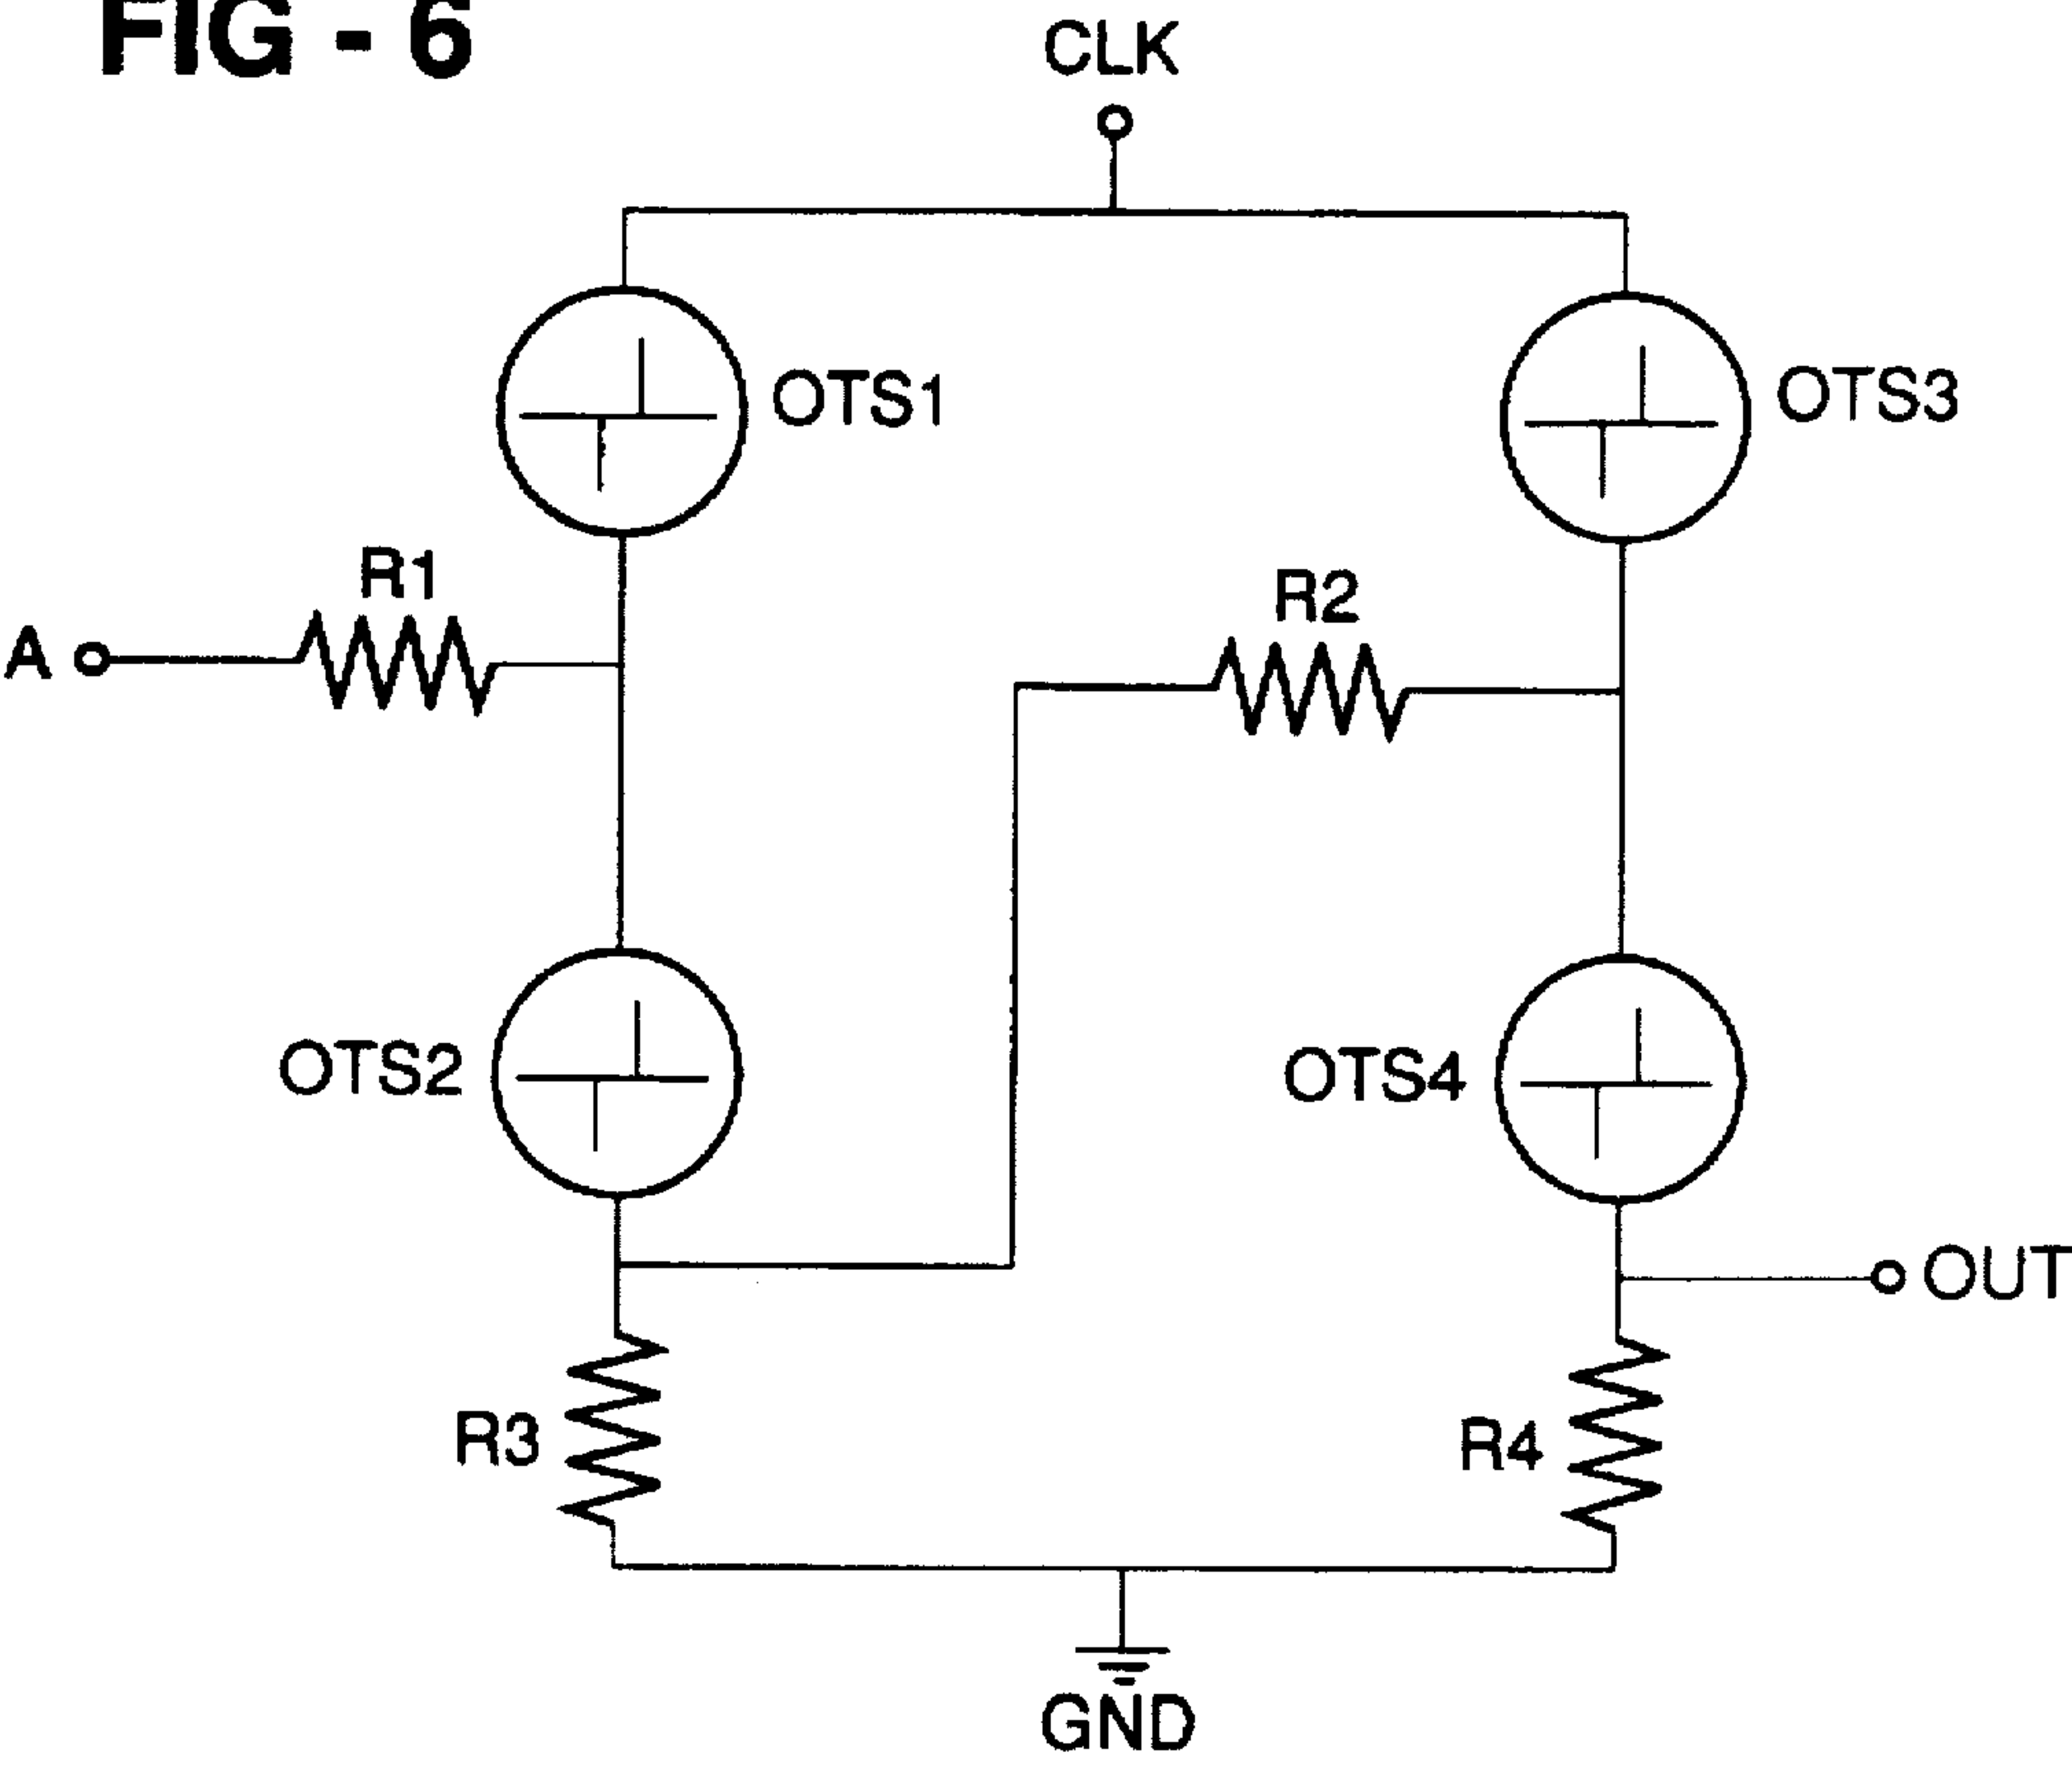 FIG - 6
CLK
OTS1
OTS3
R1
R2
A
OTS2
OTS4
OUT
R3
R4
GND